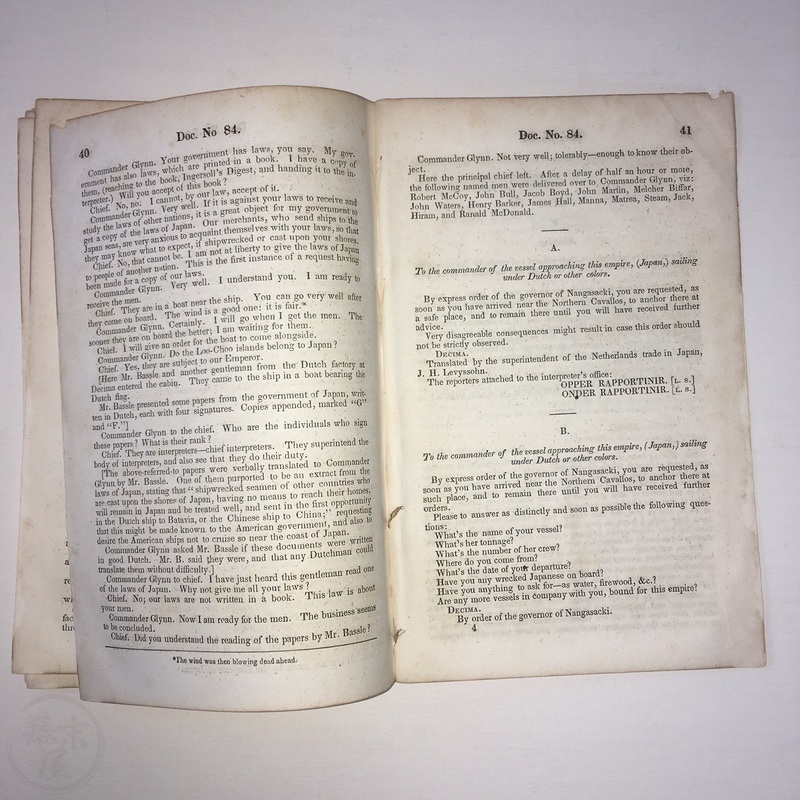 40
Doc. No 84.
Commander Glynn. Your government has laws, you say. My gov-
ernment has also laws, which are printed in a book. I have a copy of
them, (reaching to the book, Ingersoll's Digest, and handing it to the in-
terpreter.) Will you accept of this book?
Chief. No, no: I cannot, by our law, accept of it.
Commander Glynn. Very well. If it is against your laws to receive and
study the laws of other nations, it is a great object for my government to
get a copy of the laws of Japan. Our merchants, who send ships to the
Japan seas, are very anxious to acquaint themselves with your laws, so that
they may know what to expect, if shipwrecked or cast upon your shores.
Chief. No, that cannot be. I am not at liberty to give the laws of Japan
to people of another nation. This is the first instance of a request having
been made for a copy of our laws.
Commander Glynn. Very well. I understand you. I am ready to
receive the men.
Chief. They are in a boat near the ship. You can go very well after
they come on board. The wind is a good one: it is fair.*
Commander Glynn. Certainly. I will go when I get the men. The
sooner they are on board the better; I am waiting for them.
Chief. I will give an order for the boat to come alongside.
Commander Glynn. Do the Loo-Choo islands belong to Japan?
Chief. Yes, they are subject to our Emperor.
[Here Mr. Bassle and another gentleman from the Dutch factory at
Decima entered the cabin. They came to the ship in a boat bearing the
Dutch flag.
Mr. Bassle presented some papers from the government of Japan, writ-
ten in Dutch, each with four signatures. Copies appended, marked "G"
and "F."]
Commander Glynn to the chief. Who are the individuals who sign
these papers? What is their rank?
Chief. They are interpreters—chief interpreters. They superintend the
body of interpreters, and also see that they do their duty.
[The above-referred-to papers were verbally translated to Commander
Glynn by Mr. Bassle. One of them purported to be an extract from the
laws of Japan, stating that "shipwrecked seamen of other countries who
are cast upon the shores of Japan, having no means to reach their homes,
will remain in Japan and be treated well, and sent in the first opportunity
in the Dutch ship to Batavia, or the Chinese ship to China;" requesting
that this might be made known to the American government, and also to
desire the American ships not to cruise so near the coast of Japan.
Commander Glynn asked Mr. Bassle if these documents were written
in good Dutch. Mr. B. said they were, and that any Dutchman could
translate them without difficulty.]
Commander Glynn to chief. I have just heard this gentleman read one
of the laws of Japan. Why not give me all your laws?
Chief. No; our laws are not written in a book. This law is about
your men.
Commander Glynn. Now I am ready for the men. The business seems
to be concluded.
Chief. Did you understand the reading of the papers by Mr. Bassle?
*The wind was then blowing dead ahead.
Doc. No. 84.
41
Commander Glynn. Not very well; tolerably—enough to know their ob-
ject.
Here the principal chief left. After a delay of half an hour or more,
the following named men were delivered over to Commander Glynn, viz:
Robert McCoy, John Bull, Jacob Boyd, John Martin, Melcher Biffar,
John Waters, Henry Barker, James Hall, Manna, Matrea, Steam, Jack,
Hiram, and Ranald McDonald.
A.
To the commander of the vessel approaching this empire, (Japan,) sailing
under Dutch or other colors.
By express order of the governor of Nangasacki, you are requested, as
soon as you have arrived near the Northern Cavallos, to anchor there at
a safe place, and to remain there until you will have received further
advice.
Very disagreeable consequences might result in case this order should
not be strictly observed.
DECIMA.
Translated by the superintendent of the Netherlands trade in Japan,
J. H. Levyssohn.
The reporters attached to the interpreter's office:
OPPER RAPPORTINIR. [L. S.]
ONDER RAPPORTINIR. [L. S.]
B.
To the commander of the vessel approaching this empire, (Japan,) sailing
under Dutch or other colors.
By express order of the governor of Nangasacki, you are requested, as
soon as you have arrived near the Northern Cavallos, to anchor there at
such place, and to remain there until you will have received further
orders.
Please to answer as distinctly and soon as possible the following ques-
tions:
What's the name of your vessel?
What's her tonnage?
What's the number of her crew?
Where do you come from?
What's the date of your departure?
Have you any wrecked Japanese on board?
Have you anything to ask for—as water, firewood, &c.?
Are any more vessels in company with you, bound for this empire?
DECIMA.
By order of the governor of Nangasacki.
4